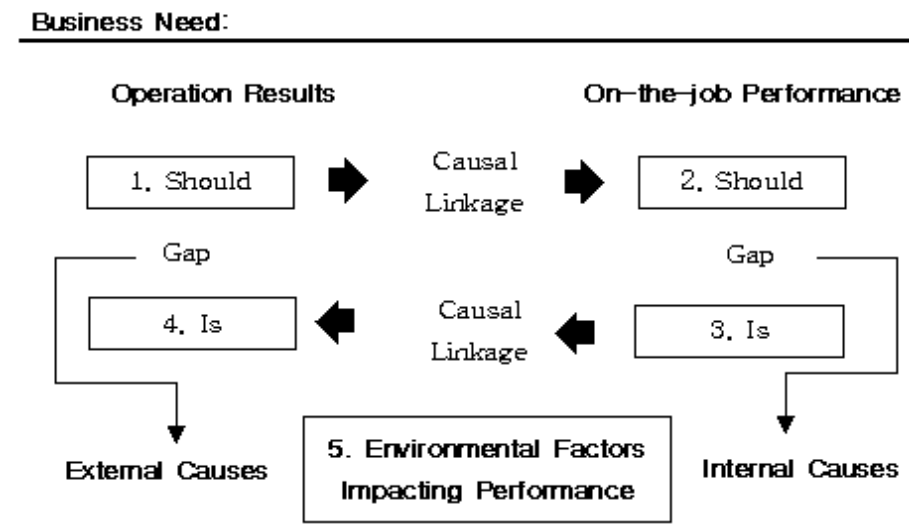 Business Need:
Operation Results
On-the-job Performance
1. Should
Causal
Linkage
2. Should
Gap
Gap
4. Is
Causal
Linkage
3. Is
External Causes
5. Environmental Factors
Impacting Performance
Internal Causes